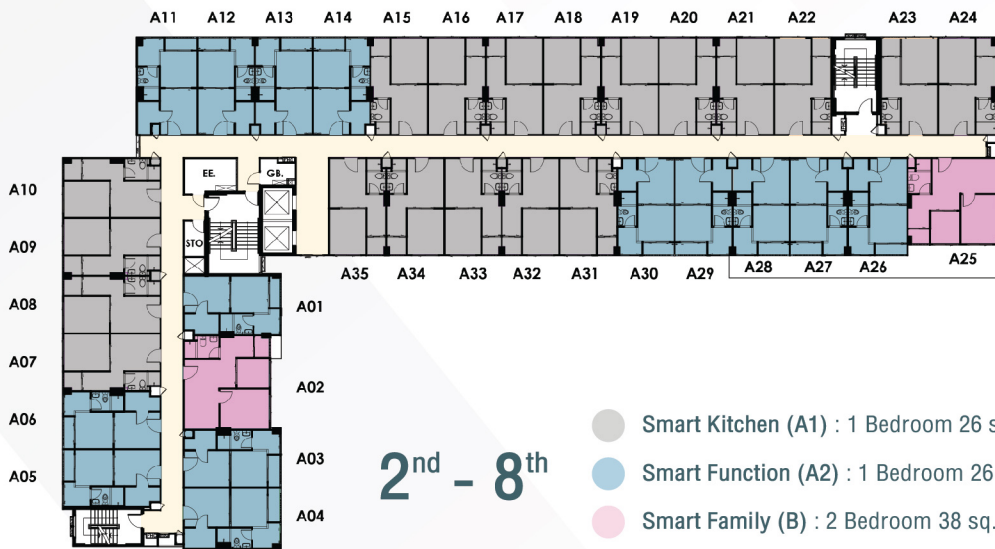 A11 A12 A13 A14 A15 A16 A17 A18 A19 A20 A21 A22 A23 A24
EE. GB.
A10
STO
A09
A35 A34 A33 A32 A31 A30 A29 A28 A27 A26 A25
A08
A01
A07
A02
A06
A05
A03
A04
2nd - 8th
Smart Kitchen (A1) : 1 Bedroom 26 s
Smart Function (A2) : 1 Bedroom 26
Smart Family (B) : 2 Bedroom 38 sq.